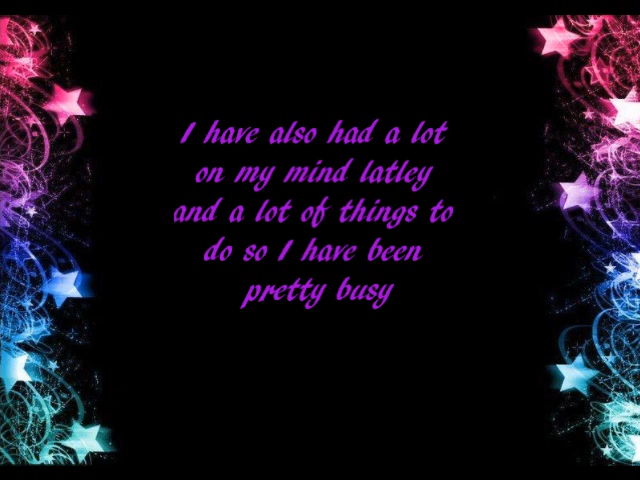 I have also had a lot
on my mind latley
and a lot of things to
do so I have been
pretty busy